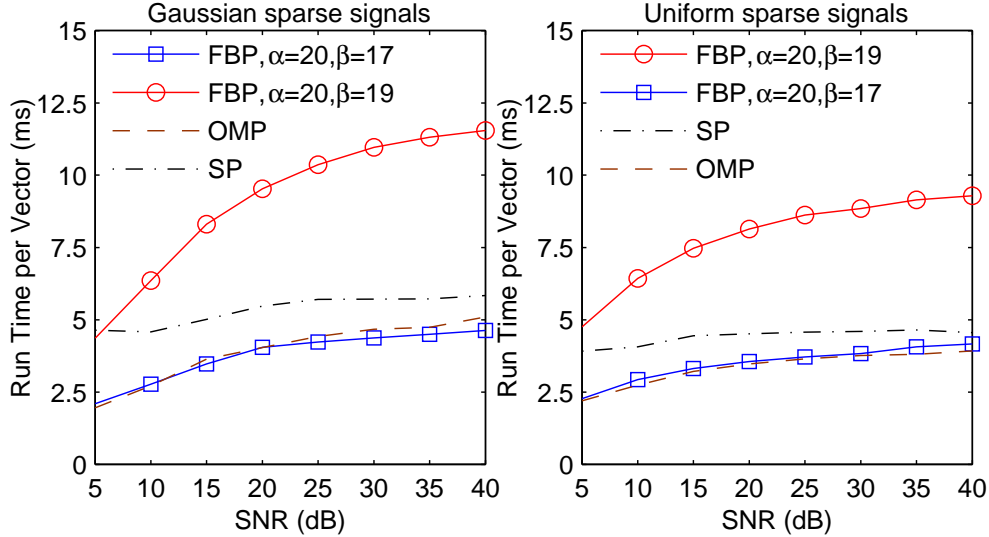 Gaussian sparse signals
15
12.5
10
7.5
5
2.5
0
Run Time per Vector (ms)
FBP, α=20,β=17
FBP, α=20,β=19
OMP
SP
5 10 15 20 25 30 35 40
SNR (dB)
Uniform sparse signals
15
12.5
10
7.5
5
2.5
0
Run Time per Vector (ms)
FBP, α=20,β=19
FBP, α=20,β=17
SP
OMP
5 10 15 20 25 30 35 40
SNR (dB)